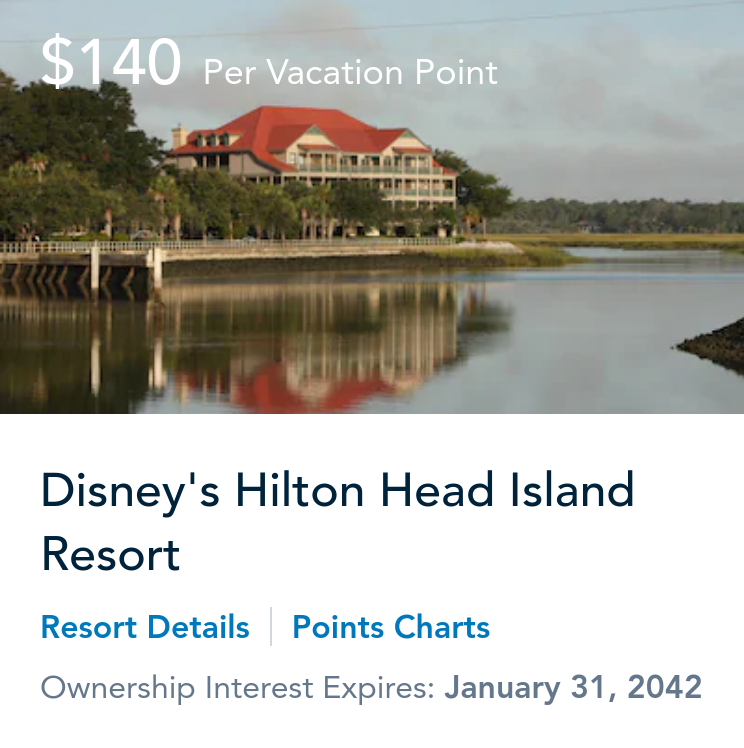 $140 Per Vacation Point
Disney's Hilton Head Island
Resort
Resort Details | Points Charts
Ownership Interest Expires: January 31, 2042